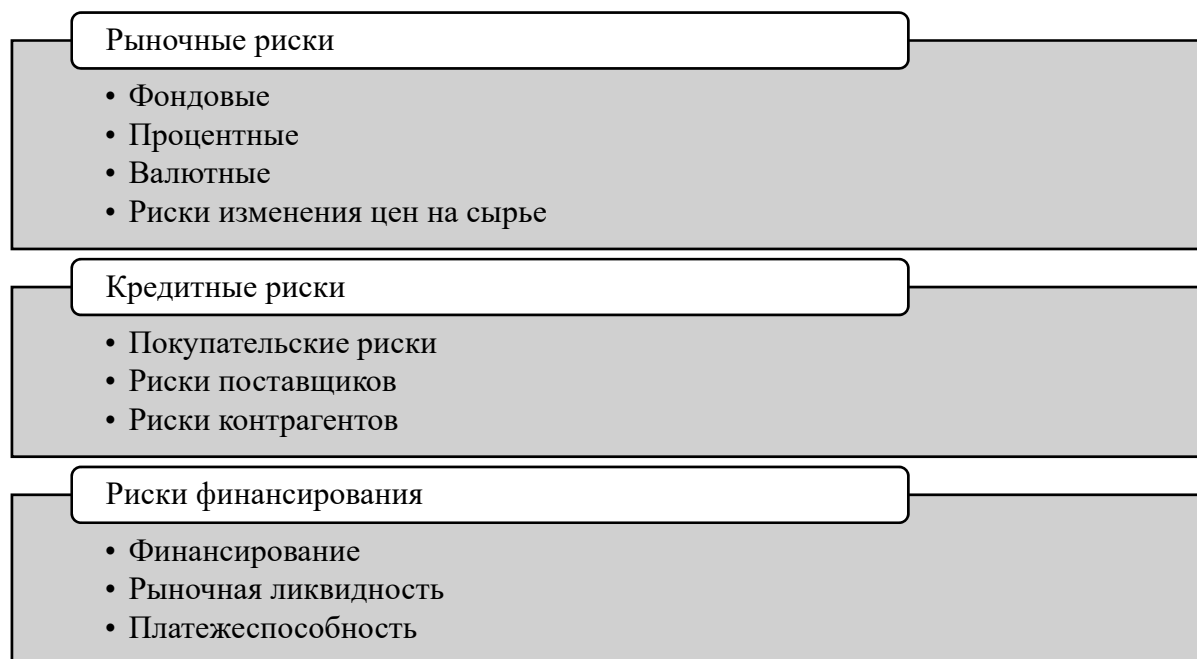 Рыночные риски
• Фондовые
• Процентные
• Валютные
• Риски изменения цен на сырье
Кредитные риски
• Покупательские риски
• Риски поставщиков
• Риски контрагентов
Риски финансирования
• Финансирование
• Рыночная ликвидность
• Платежеспособность